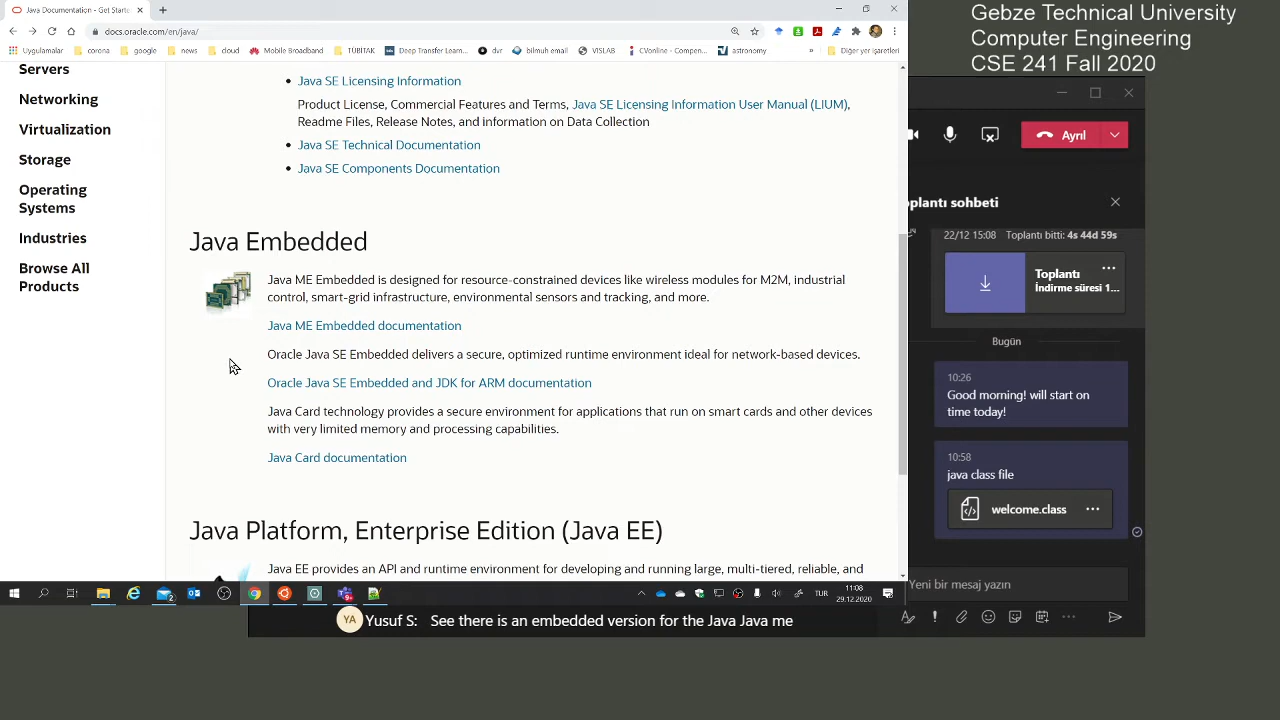 Java Documentation - Get Starte
docs.oracle.com/en/java/
Uygulamalar
corona
google
news
cloud
Mobile Broadband
TÜBİTAK
Deep Transfer Learn...
dvr
bilmuh email
VISLAB
CVonline - Compen...
astronomy
»
Diğer yer işaretleri
Servers
Networking
Virtualization
Storage
Operating
Systems
Industries
Browse All
Products
Java SE Licensing Information
Product License, Commercial Features and Terms, Java SE Licensing Information User Manual (LIUM),
Readme Files, Release Notes, and information on Data Collection
Java SE Technical Documentation
Java SE Components Documentation
Java Embedded
Java ME Embedded is designed for resource-constrained devices like wireless modules for M2M, industrial
control, smart-grid infrastructure, environmental sensors and tracking, and more.
Java ME Embedded documentation
Oracle Java SE Embedded delivers a secure, optimized runtime environment ideal for network-based devices.
Oracle Java SE Embedded and JDK for ARM documentation
Java Card technology provides a secure environment for applications that run on smart cards and other devices
with very limited memory and processing capabilities.
Java Card documentation
Java Platform, Enterprise Edition (Java EE)
Java EE provides an API and runtime environment for developing and running large, multi-tiered, reliable, and
TUR
11:08
29.12.2020
YA
Yusuf S: See there is an embedded version for the Java Java me
Gebze Technical University
Computer Engineering
CSE 241 Fall 2020
Ayrıl
oplantı sohbeti
22/12 15:08 Toplantı bitti: 4s 44d 59s
Toplantı
İndirme süresi 1...
Bugün
10:26
Good morning! will start on
time today!
10:58
java class file
welcome.class
Yeni bir mesaj yazın